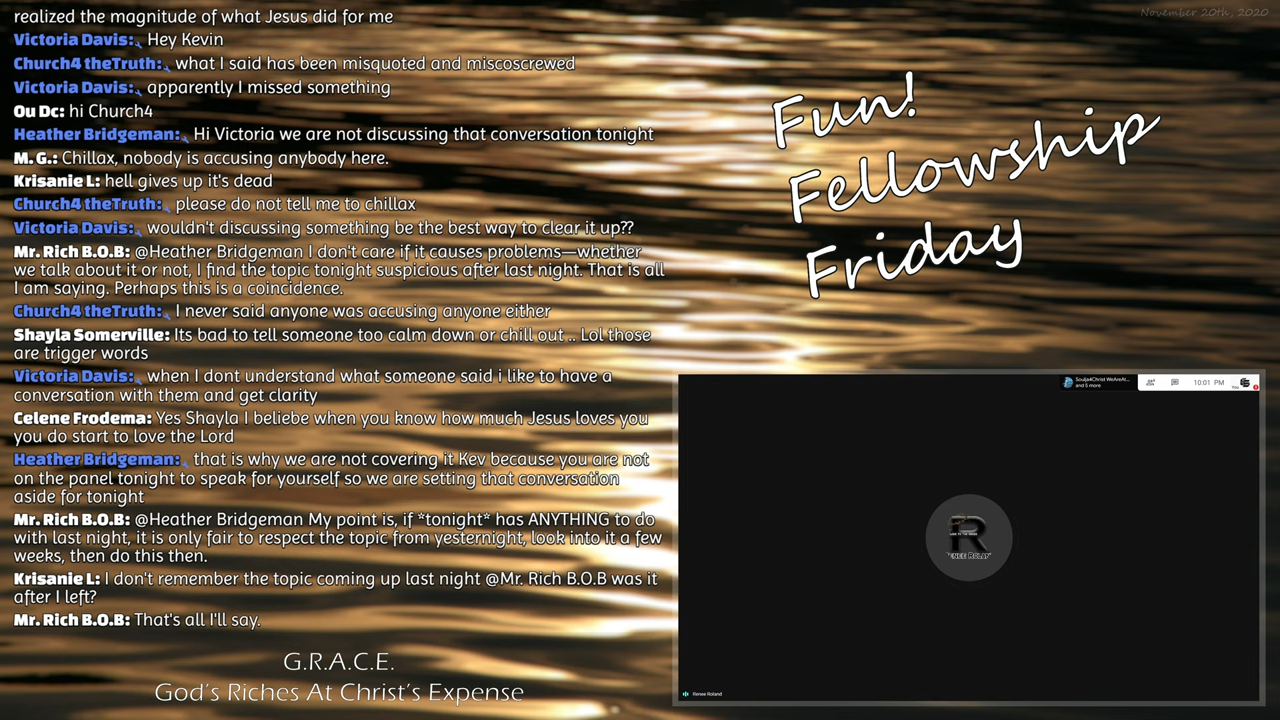 realized the magnitude of what Jesus did for me
Victoria Davis: Hey Kevin
Church4 theTruth: what I said has been misquoted and miscoscrewed
Victoria Davis: apparently I missed something
Ou Dc: hi Church4
Heather Bridgeman: Hi Victoria we are not discussing that conversation tonight
M. G.: Chillax, nobody is accusing anybody here.
Krisanie L: hell gives up it's dead
Church4 theTruth: please do not tell me to chillax
Victoria Davis: wouldn't discussing something be the best way to clear it up??
Mr. Rich B.O.B: @Heather Bridgeman I don't care if it causes problems—whether
we talk about it or not, I find the topic tonight suspicious after last night. That is all
I am saying. Perhaps this is a coincidence.
Church4 theTruth: I never said anyone was accusing anyone either
Shayla Somerville: Its bad to tell someone too calm down or chill out .. Lol those
are trigger words
Victoria Davis: when I dont understand what someone said i like to have a
conversation with them and get clarity
Celene Frodema: Yes Shayla I beliebe when you know how much Jesus loves you
you do start to love the Lord
Heather Bridgeman: that is why we are not covering it Kev because you are not
on the panel tonight to speak for yourself so we are setting that conversation
aside for tonight
Mr. Rich B.O.B: @Heather Bridgeman My point is, if *tonight* has ANYTHING to do
with last night, it is only fair to respect the topic from yesternight, look into it a few
weeks, then do this then.
Krisanie L: I don't remember the topic coming up last night @Mr. Rich B.O.B was it
after I left?
Mr. Rich B.O.B: That's all I'll say.
G.R.A.C.E.
God's Riches At Christ's Expense
November 20th, 2020
Fun!
Fellowship
Friday
Soulja4Christ WeAreAt...
and 5 more
10:01 PM
You
R
Renee Roland